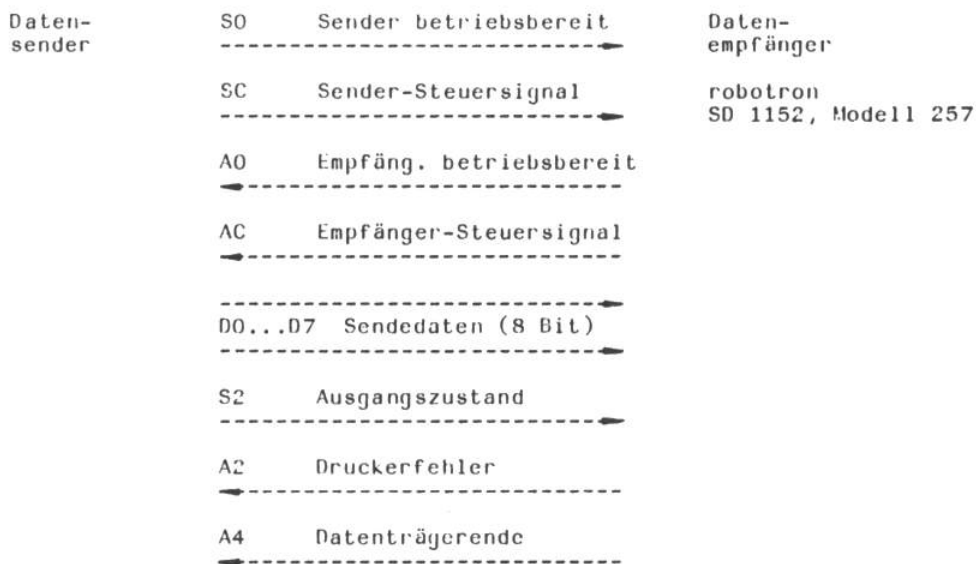 Daten- S0 Sender betriebsbereit Daten-
sender empfänger
SC Sender-Steuersignal robotron
SD 1152, Modell 257
A0 Empfäng. betriebsbereit
AC Empfänger-Steuersignal
D0...D7 Sendedaten (8 Bit)
S2 Ausgangszustand
A2 Druckerfehler
A4 Datenträgerende